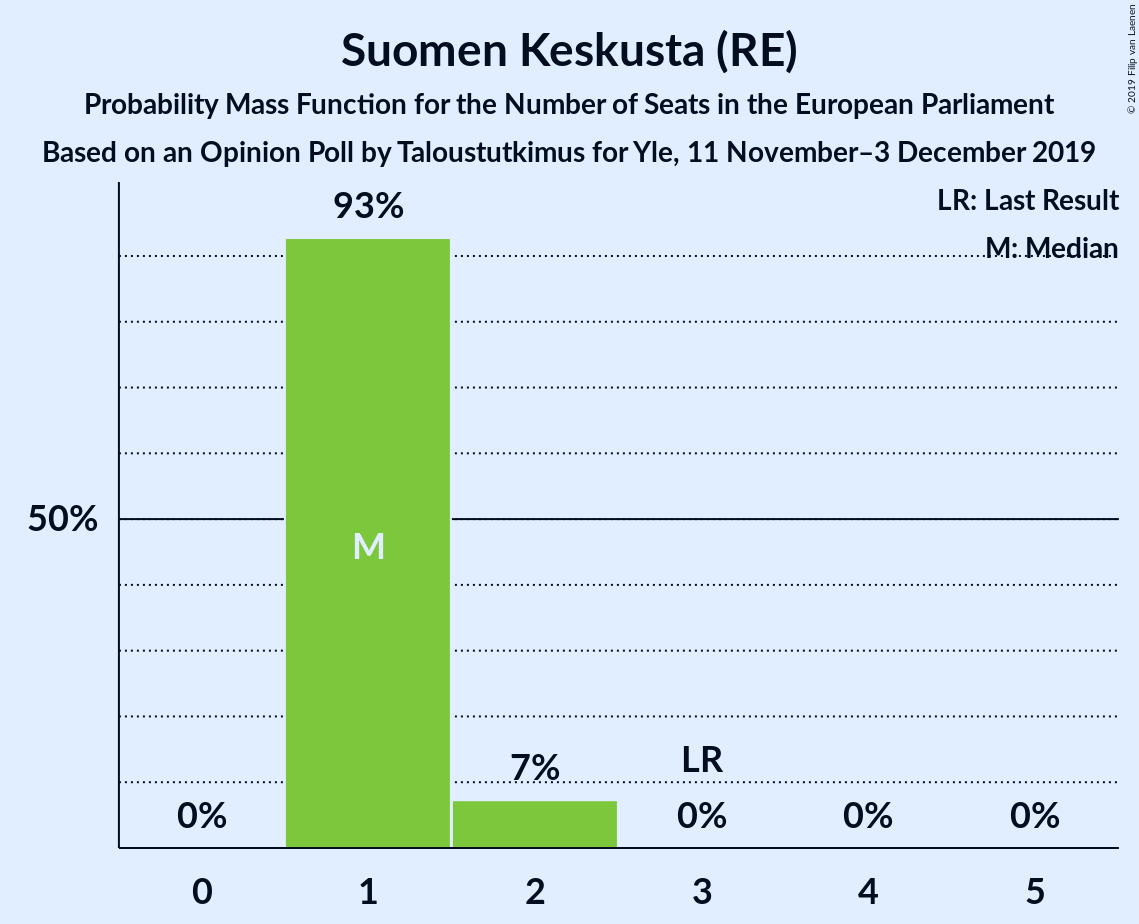 Suomen Keskusta (RE)
Probability Mass Function for the Number of Seats in the European Parliament
Based on an Opinion Poll by Taloustutkimus for Yle, 11 November–3 December 2019
© 2019 Filip van Laenen
LR: Last Result
M: Median
93%
50%
M
7%
LR
0%
0%
0%
0%
0 1 2 3 4 5